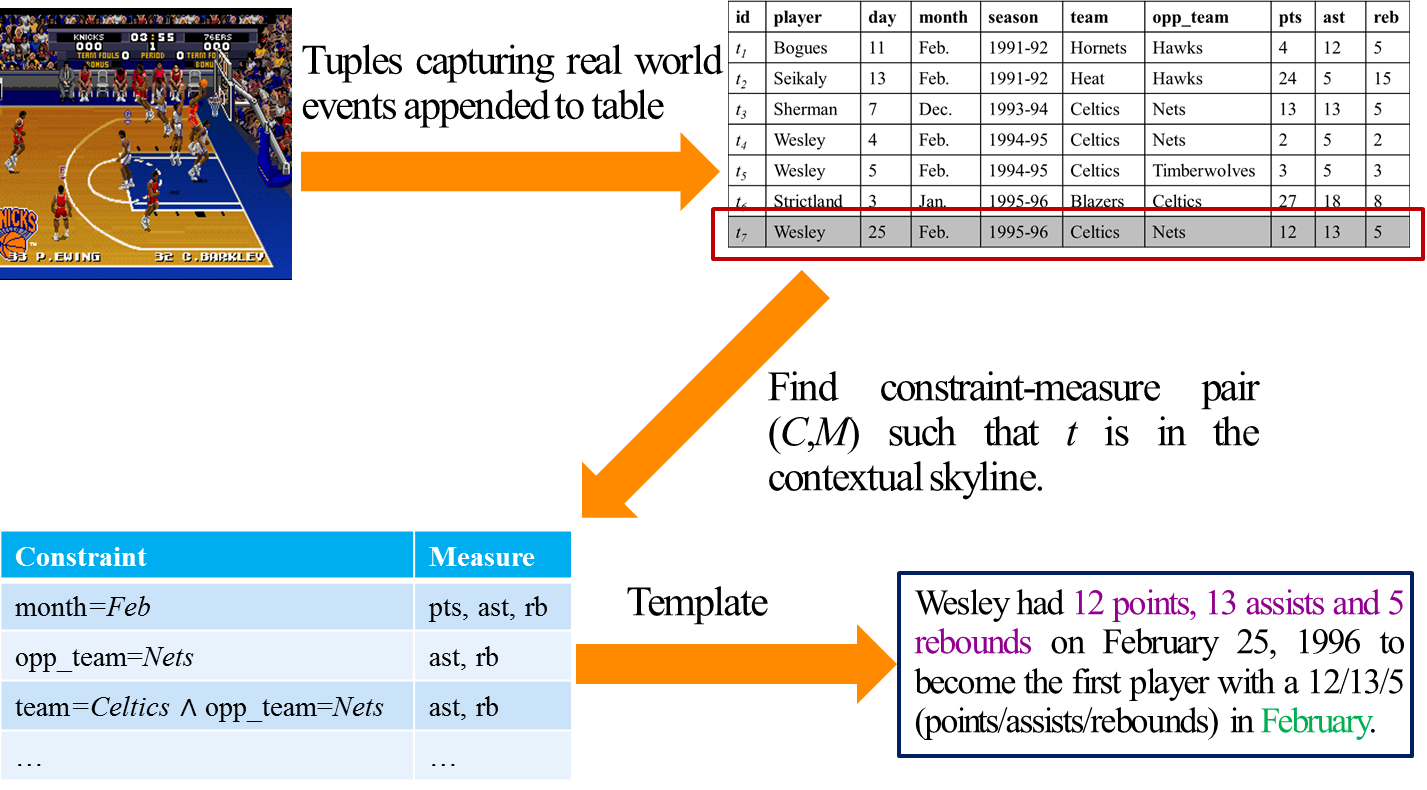 KNICKS 03:55 76ERS
000 1 000
TEAM FOULS 0 PERIOD 0 TEAM FOULS
BONUS BONUS
KNICKS
33 P.EWING 32 C.BARKLEY
Tuples capturing real world
events appended to table
id player day month season team opp_team pts ast reb
t1 Bogues 11 Feb. 1991-92 Hornets Hawks 4 12 5
t2 Seikaly 13 Feb. 1991-92 Heat Hawks 24 5 15
t3 Sherman 7 Dec. 1993-94 Celtics Nets 13 13 5
t4 Wesley 4 Feb. 1994-95 Celtics Nets 2 5 2
t5 Wesley 5 Feb. 1994-95 Celtics Timberwolves 3 5 3
t6 Strictland 3 Jan. 1995-96 Blazers Celtics 27 18 8
t7 Wesley 25 Feb. 1995-96 Celtics Nets 12 13 5
Find constraint-measure pair
(C,M) such that t is in the
contextual skyline.
Constraint Measure
month=Feb pts, ast, rb
opp_team=Nets ast, rb
team=Celtics ∧ opp_team=Nets ast, rb
… …
Template
Wesley had 12 points, 13 assists and 5
rebounds on February 25, 1996 to
become the first player with a 12/13/5
(points/assists/rebounds) in February.